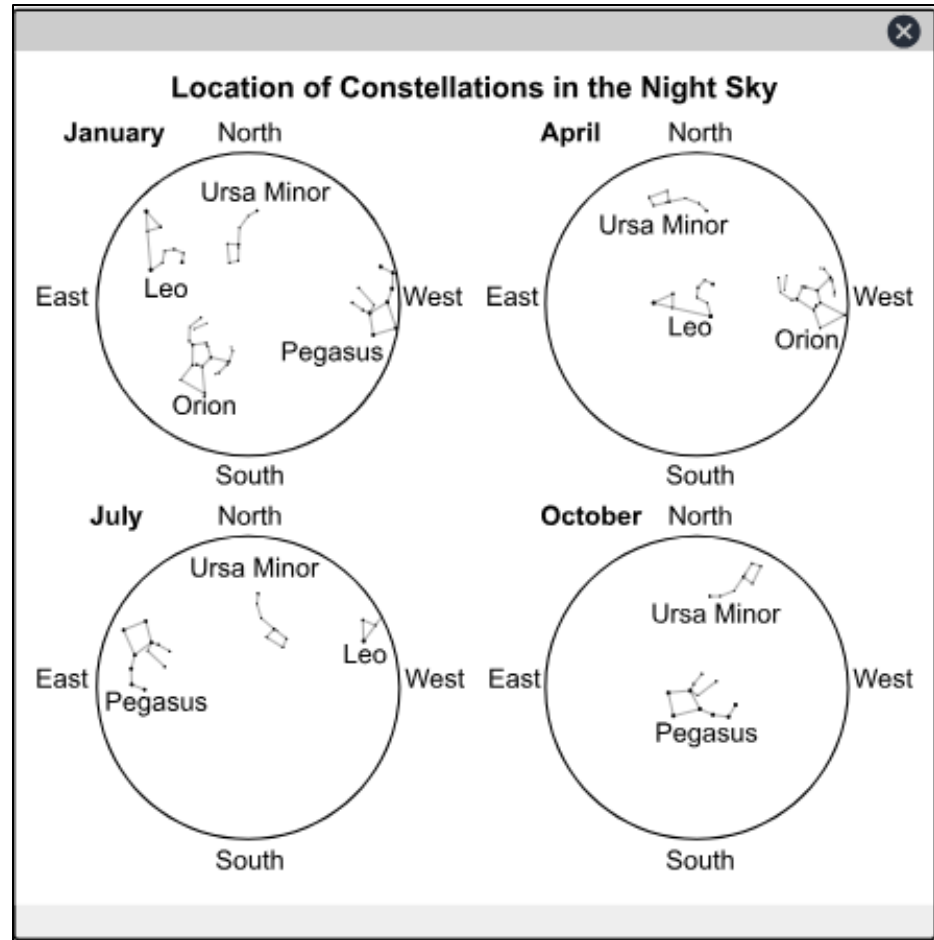 Location of Constellations in the Night Sky
January
North
Ursa Minor
Leo
East
West
Pegasus
Orion
South
April
North
Ursa Minor
East
West
Leo
Orion
South
July
North
Ursa Minor
Leo
East
West
Pegasus
South
October
North
Ursa Minor
East
West
Pegasus
South